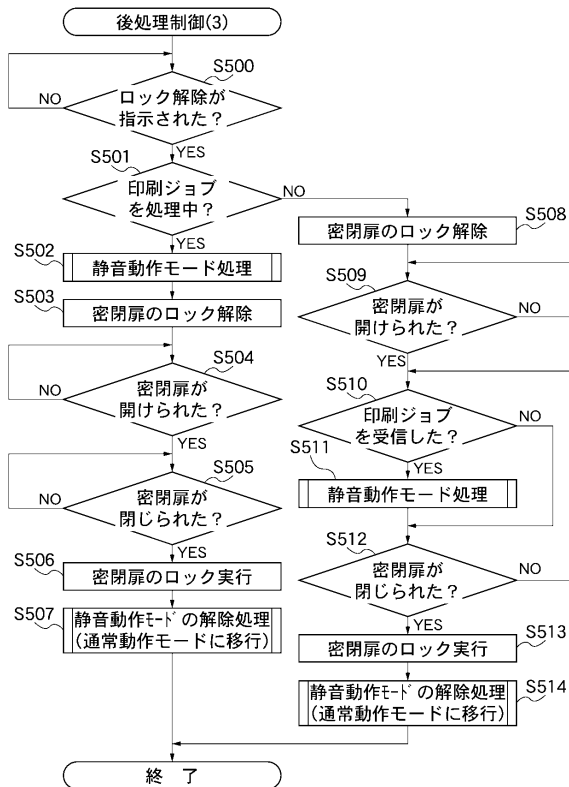 後処理制御(3)
S500
ロック解除が
指示された？
NO
YES
S501
印刷ジョブ
を処理中？
NO
YES
S502
静音動作モード処理
S503
密閉扉のロック解除
S504
密閉扉が
開けられた？
NO
YES
S505
密閉扉が
閉じられた？
NO
YES
S506
密閉扉のロック実行
S507
静音動作ﾓｰﾄﾞの解除処理
(通常動作モードに移行)
S508
密閉扉のロック解除
S509
密閉扉が
開けられた？
NO
YES
S510
印刷ジョブ
を受信した？
NO
YES
S511
静音動作モード処理
S512
密閉扉が
閉じられた？
NO
YES
S513
密閉扉のロック実行
S514
静音動作ﾓｰﾄﾞの解除処理
(通常動作モードに移行)
終 了